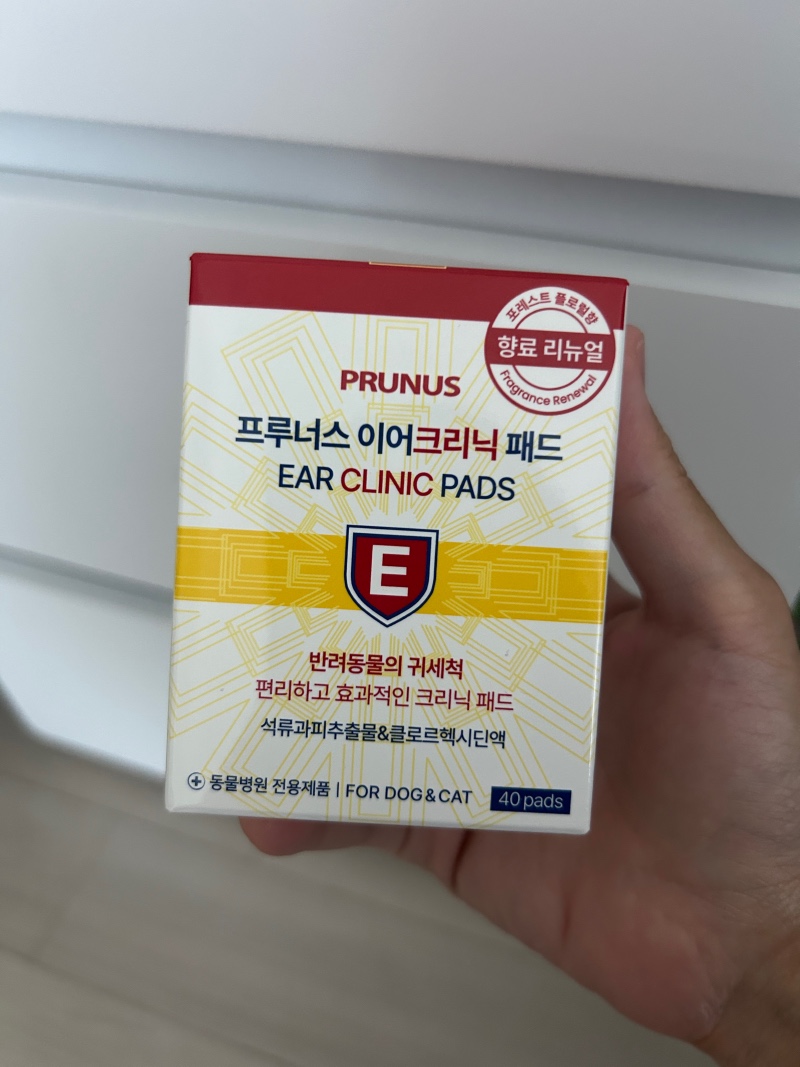 포레스트 플로럴향
향료 리뉴얼
Fragrance Renewal
PRUNUS
프루너스 이어크리닉 패드
EAR CLINIC PADS
E
반려동물의 귀세척
편리하고 효과적인 크리닉 패드
석류과피추출물&클로르헥시딘액
동물병원 전용제품 | FOR DOG & CAT 40 pads